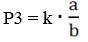 P3 = k · a/b